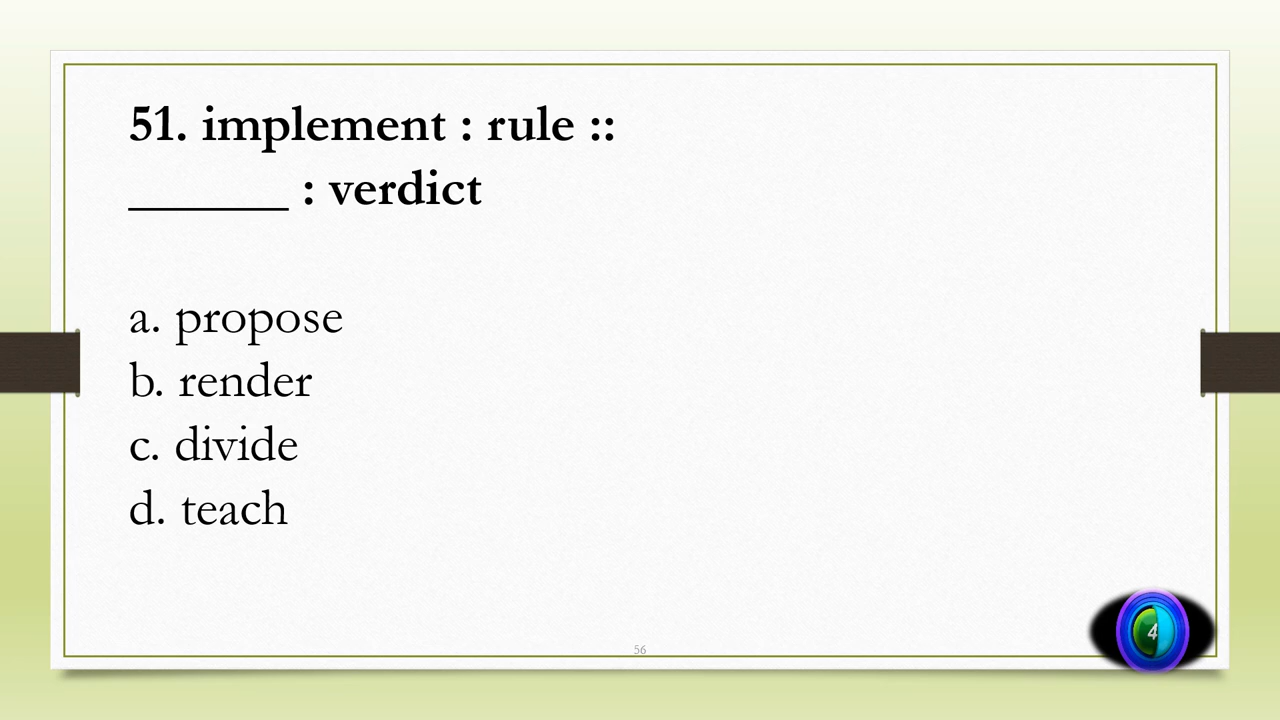 51. implement : rule ::
______ : verdict
a. propose
b. render
c. divide
d. teach
4
56